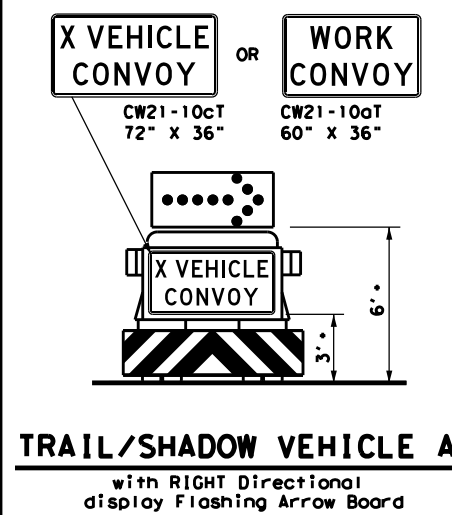 X VEHICLE
CONVOY
OR
WORK
CONVOY
CW21-10cT
72" X 36"
CW21-10aT
60" X 36"
X VEHICLE
CONVOY
6'
3'
TRAIL/SHADOW VEHICLE A
with RIGHT Directional
display Flashing Arrow Board